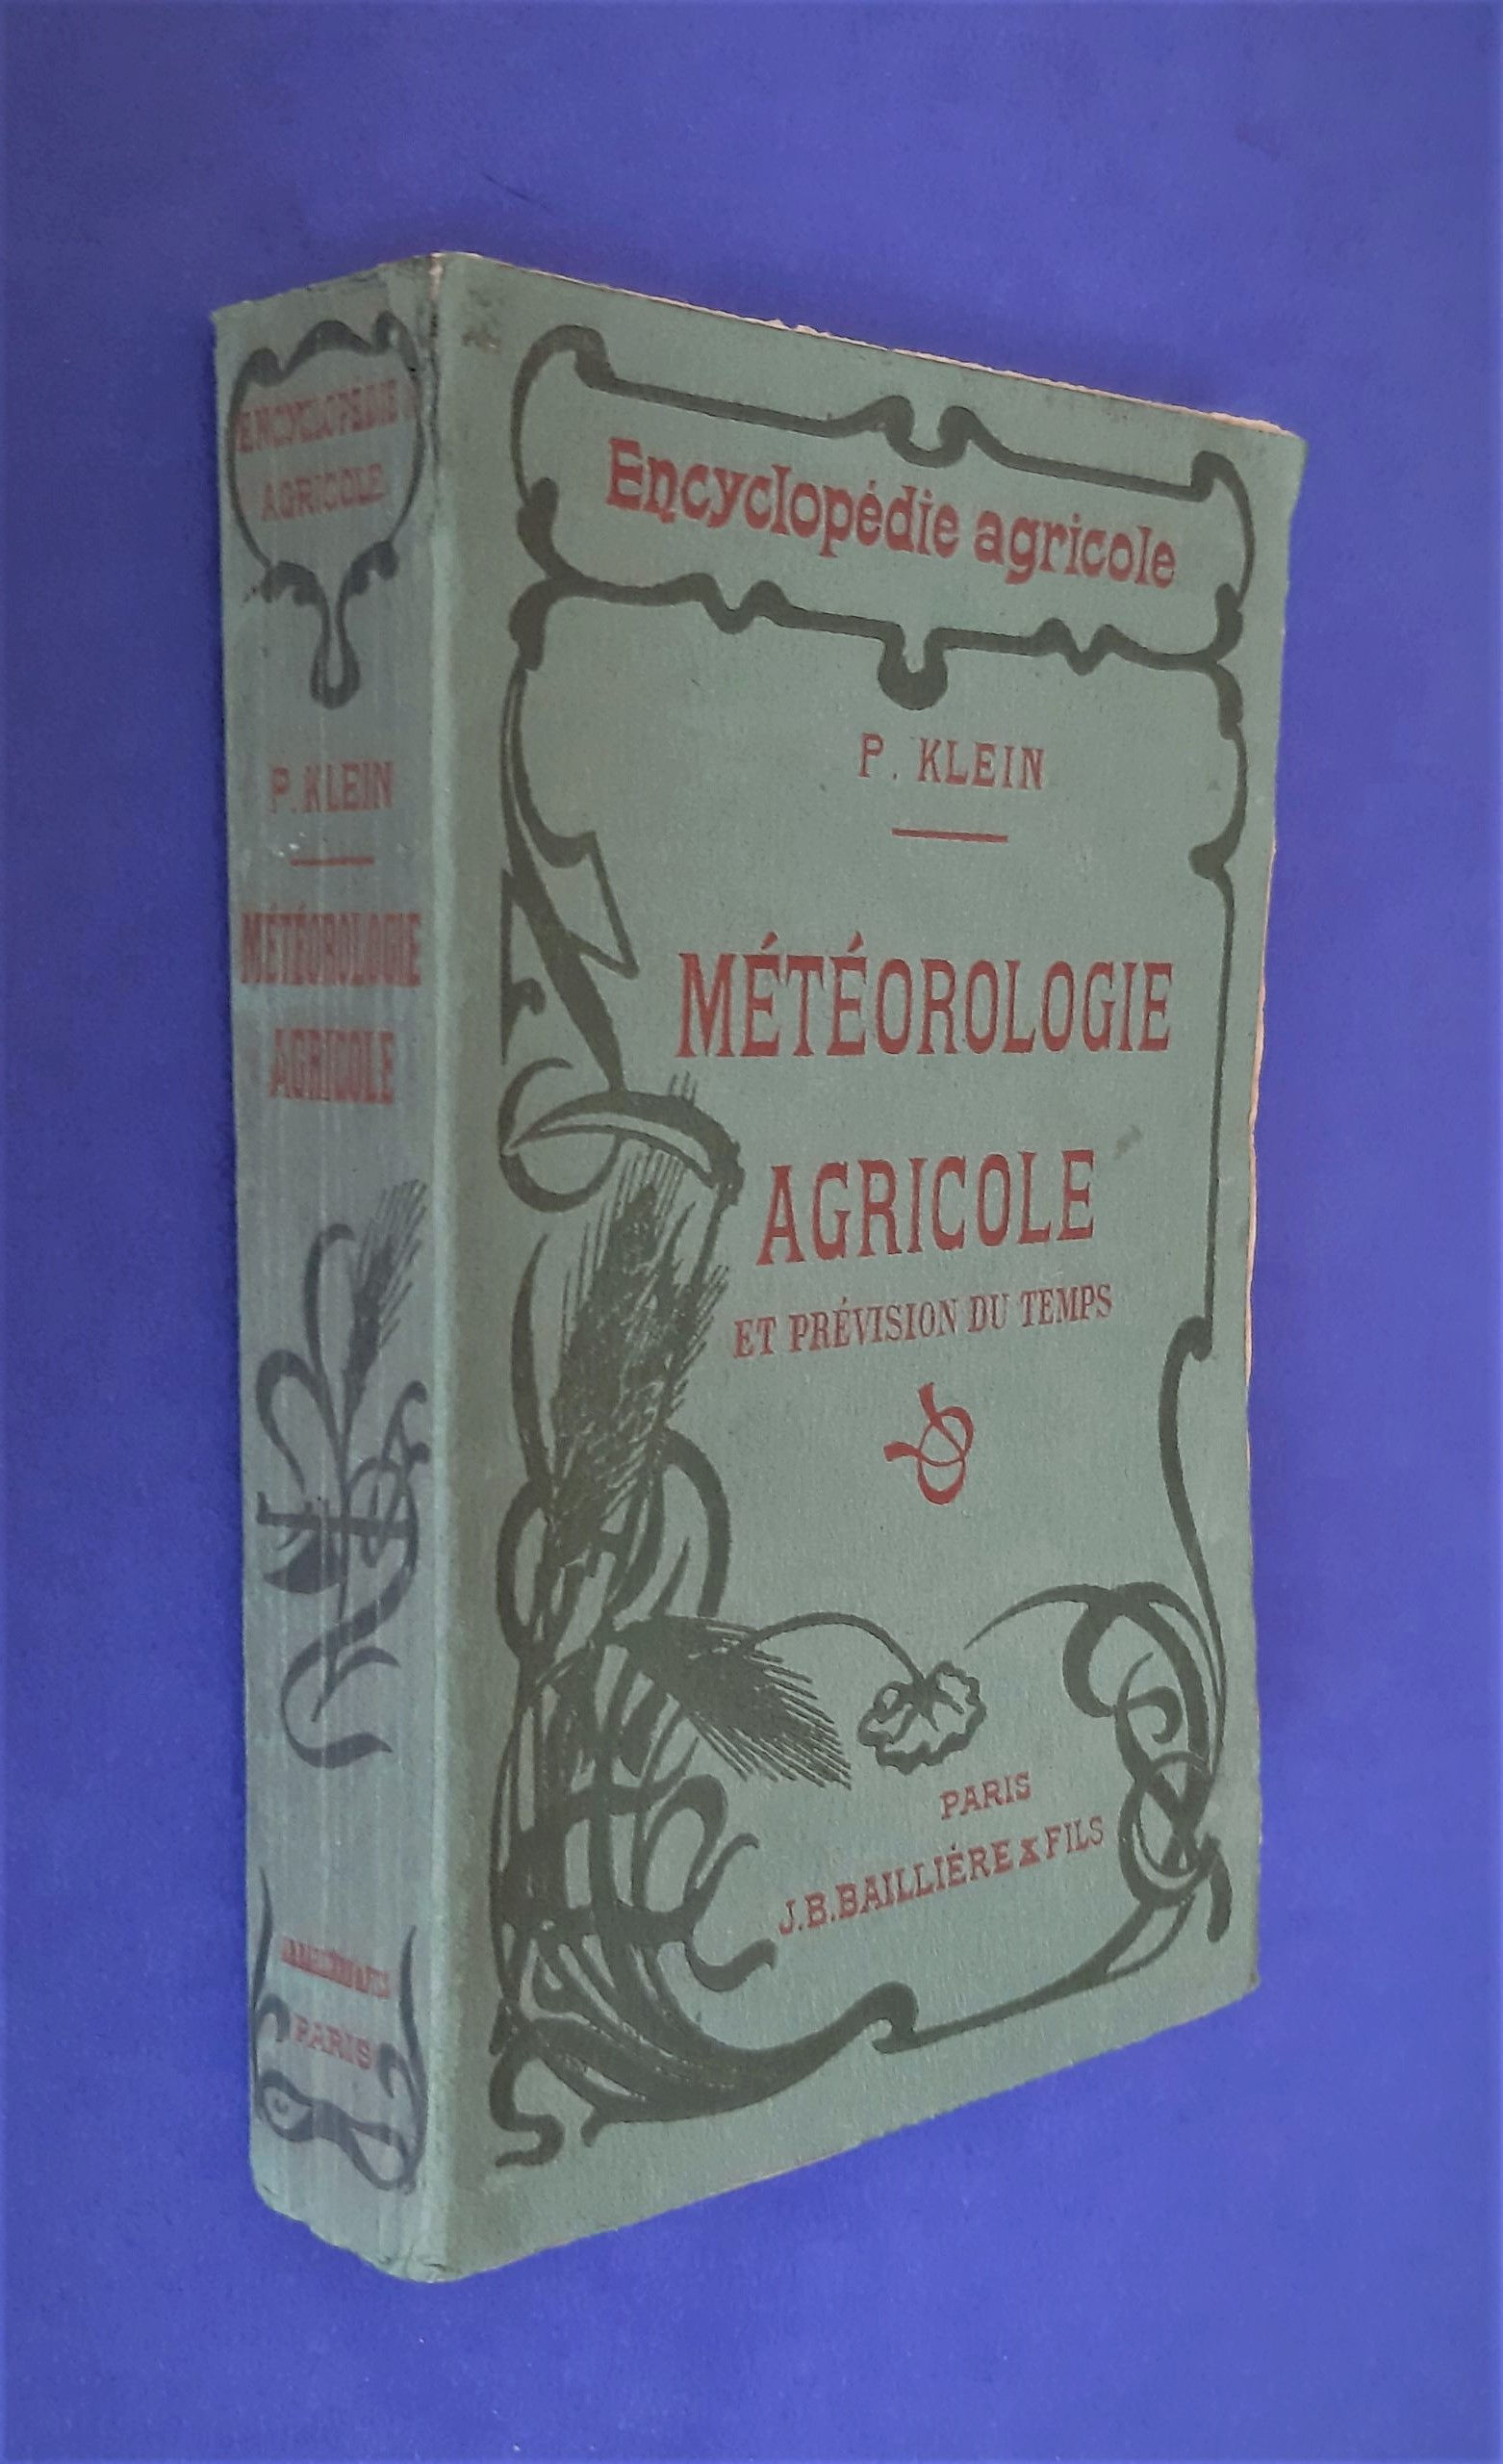 ENCYCLOPÉDIE
AGRICOLE
P. KLEIN
MÉTÉOROLOGIE
AGRICOLE
PARIS
Encyclopédie agricole
P. KLEIN
MÉTÉOROLOGIE
AGRICOLE
ET PRÉVISION DU TEMPS
PARIS
J.B.BAILLIÈRE & FILS